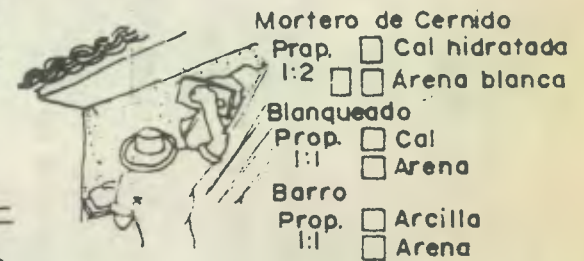 Mortero de Cernido
Prap. Cal hidratada
1:2 Arena blanca
Blanqueado
Prop. Cal
1:1 Arena
Barro
Prop. Arcilla
1:1 Arena